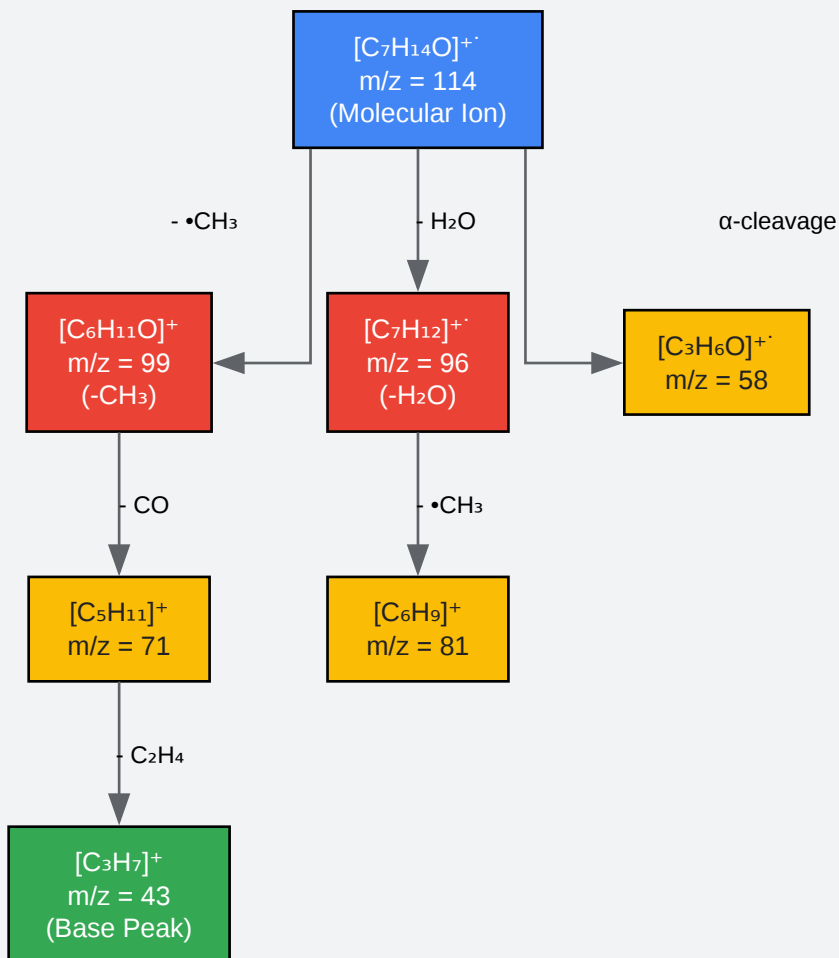 [C₇H₁₄O]⁺˙
m/z = 114
(Molecular Ion)
- •CH₃
- H₂O
α-cleavage
[C₆H₁₁O]⁺
m/z = 99
(-CH₃)
[C₇H₁₂]⁺˙
m/z = 96
(-H₂O)
[C₃H₆O]⁺˙
m/z = 58
- CO
- •CH₃
[C₅H₁₁]⁺
m/z = 71
[C₆H₉]⁺
m/z = 81
- C₂H₄
[C₃H₇]⁺
m/z = 43
(Base Peak)